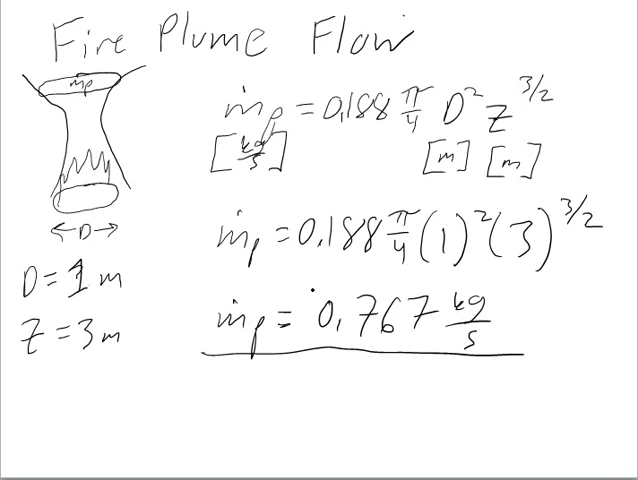 Fire Plume Flow
ṁp
ṁp = 0,188 π/4 D² Z^3/2
[kg/s] [m] [m]
←D→
ṁp = 0,188 π/4 (1)² (3)^3/2
D = 1 m
Z = 3 m
ṁp = 0,767 kg/s